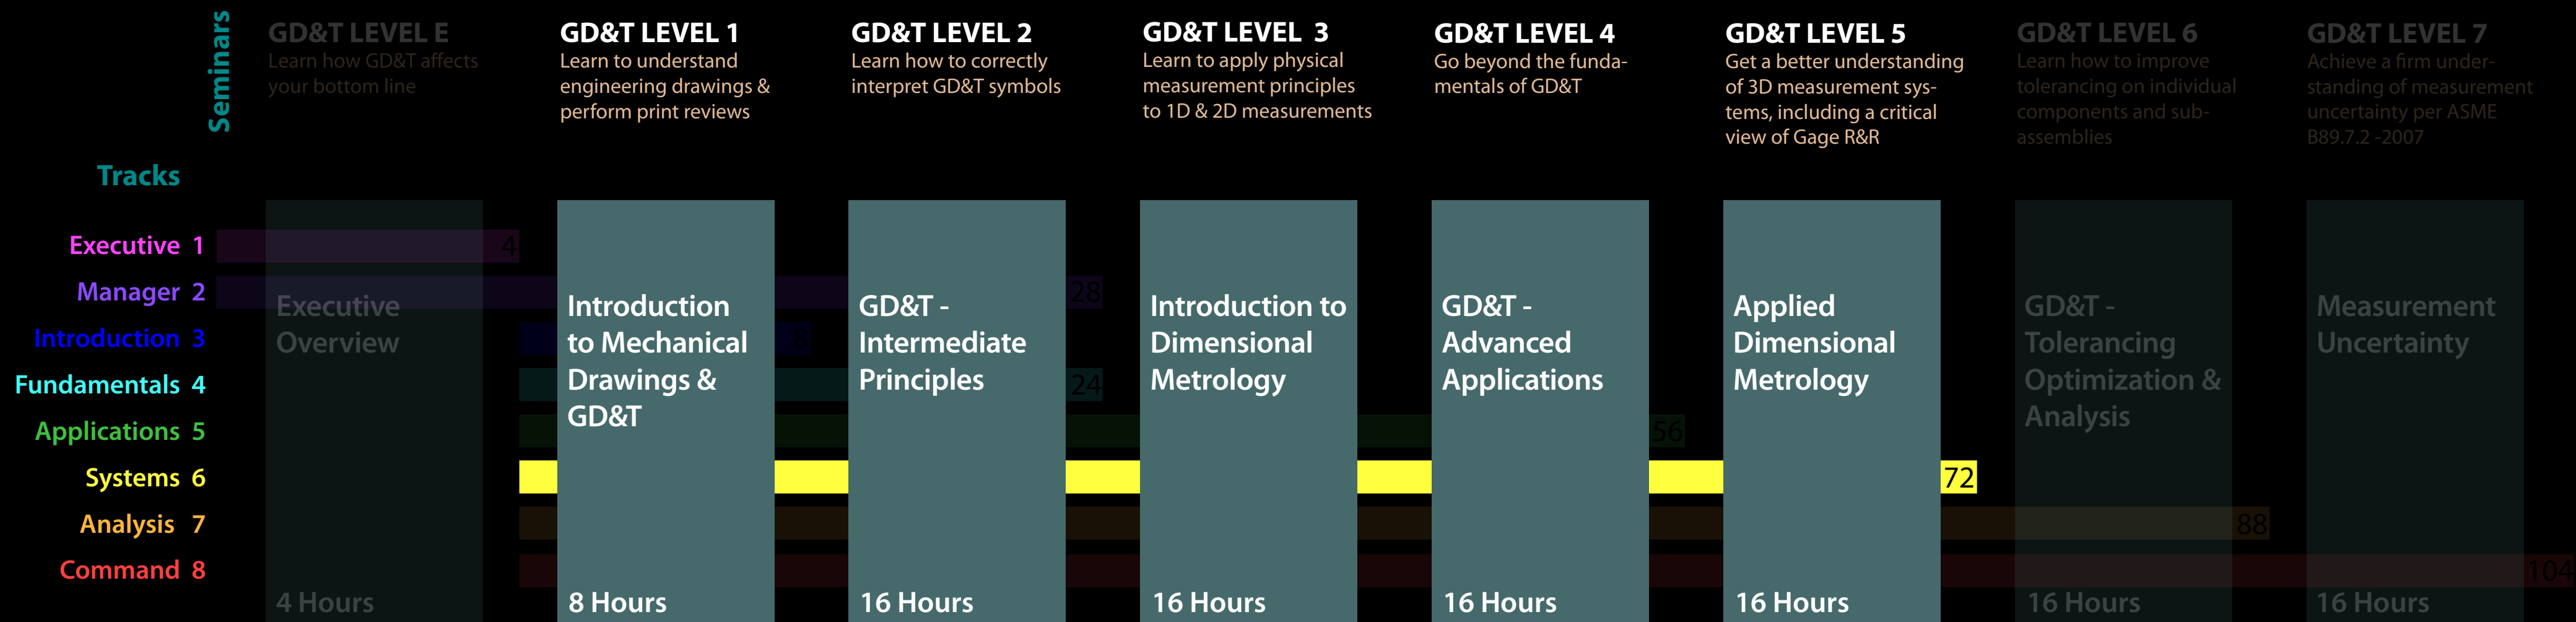 Seminars
GD&T LEVEL E
Learn how GD&T affects
your bottom line
GD&T LEVEL 1
Learn to understand
engineering drawings &
perform print reviews
GD&T LEVEL 2
Learn how to correctly
interpret GD&T symbols
GD&T LEVEL 3
Learn to apply physical
measurement principles
to 1D & 2D measurements
GD&T LEVEL 4
Go beyond the funda-
mentals of GD&T
GD&T LEVEL 5
Get a better understanding
of 3D measurement sys-
tems, including a critical
view of Gage R&R
GD&T LEVEL 6
Learn how to improve
tolerancing on individual
components and sub-
assemblies
GD&T LEVEL 7
Achieve a firm under-
standing of measurement
uncertainty per ASME
B89.7.2 -2007
Tracks
Executive 1
Manager 2
Introduction 3
Fundamentals 4
Applications 5
Systems 6
Analysis 7
Command 8
4
28
8
24
56
72
88
104
Executive
Overview
4 Hours
Introduction
to Mechanical
Drawings &
GD&T
8 Hours
GD&T -
Intermediate
Principles
16 Hours
Introduction to
Dimensional
Metrology
16 Hours
GD&T -
Advanced
Applications
16 Hours
Applied
Dimensional
Metrology
16 Hours
GD&T -
Tolerancing
Optimization &
Analysis
16 Hours
Measurement
Uncertainty
16 Hours